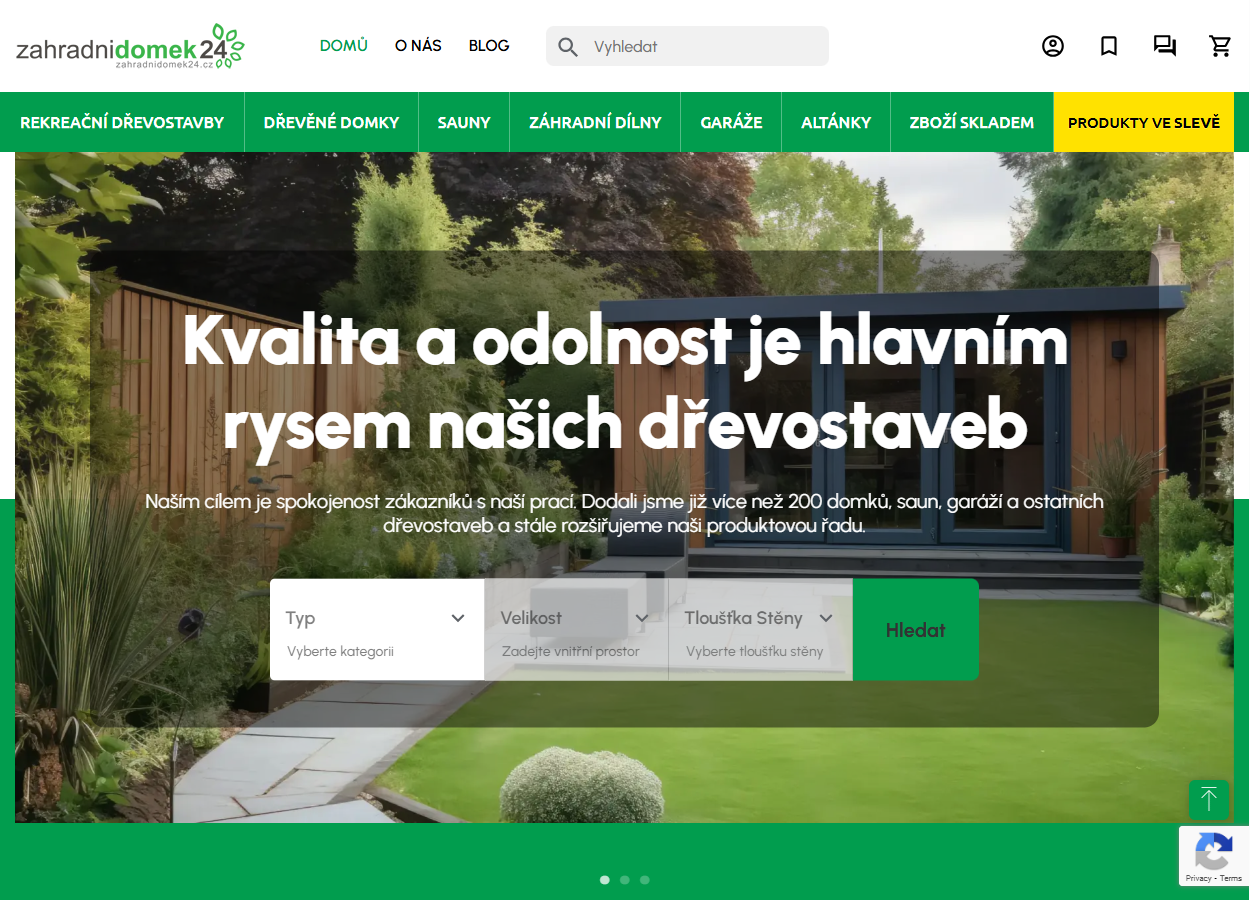 zahradnidomek24
zahradnidomek24.cz
DOMŮ
O NÁS
BLOG
Vyhledat
REKREAČNÍ DŘEVOSTAVBY
DŘEVĚNÉ DOMKY
SAUNY
ZÁHRADNÍ DÍLNY
GARÁŽE
ALTÁNKY
ZBOŽÍ SKLADEM
PRODUKTY VE SLEVĚ
Kvalita a odolnost je hlavním
rysem našich dřevostaveb
Naším cílem je spokojenost zákazníků s naší prací. Dodali jsme již více než 200 domků, saun, garáží a ostatních
dřevostaveb a stále rozšiřujeme naši produktovou řadu.
Typ
Vyberte kategorii
Velikost
Zadejte vnitřní prostor
Tloušťka Stěny
Vyberte tloušťku stěny
Hledat
Privacy - Terms